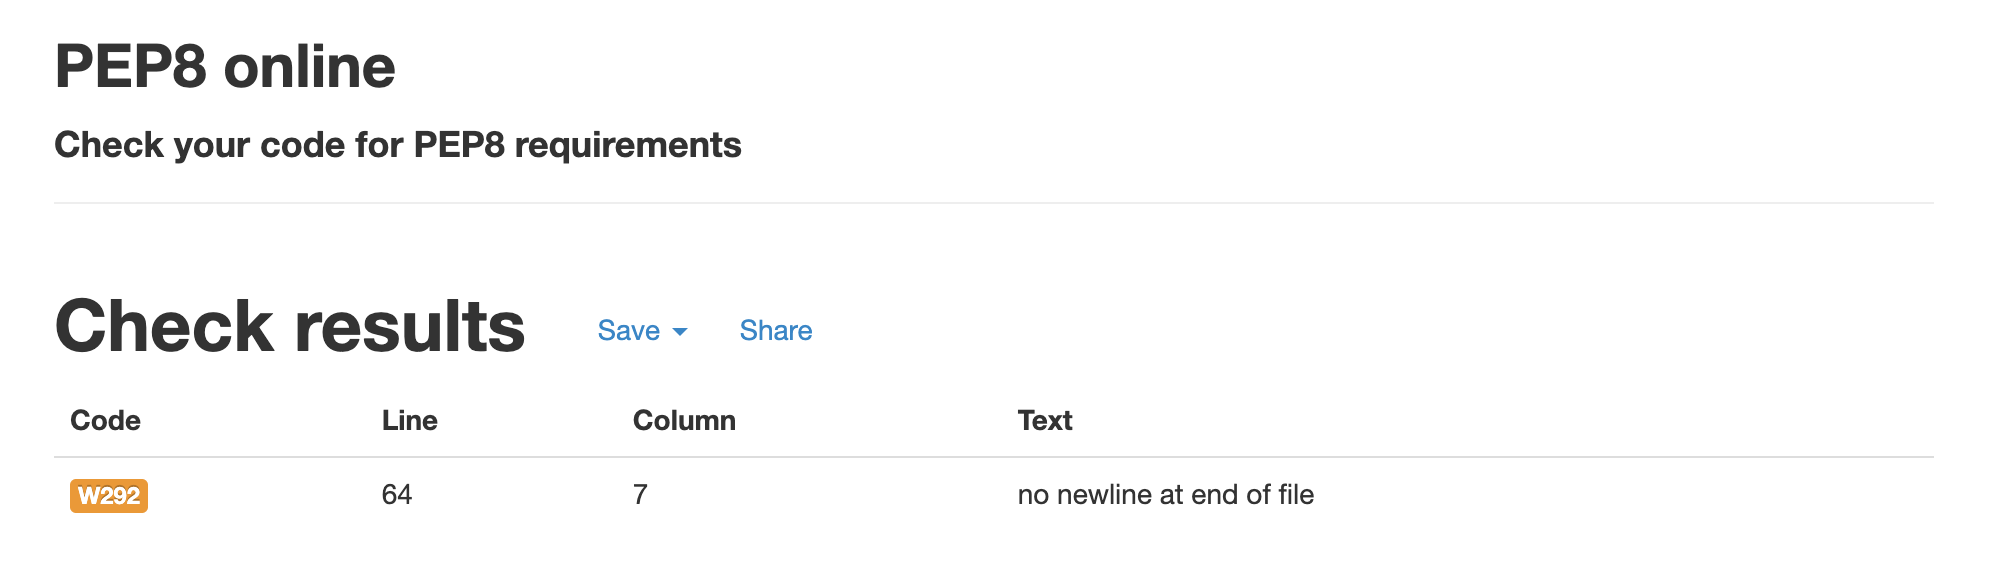 PEP8 online
Check your code for PEP8 requirements
Check results Save Share
Code Line Column Text
W292 64 7 no newline at end of file